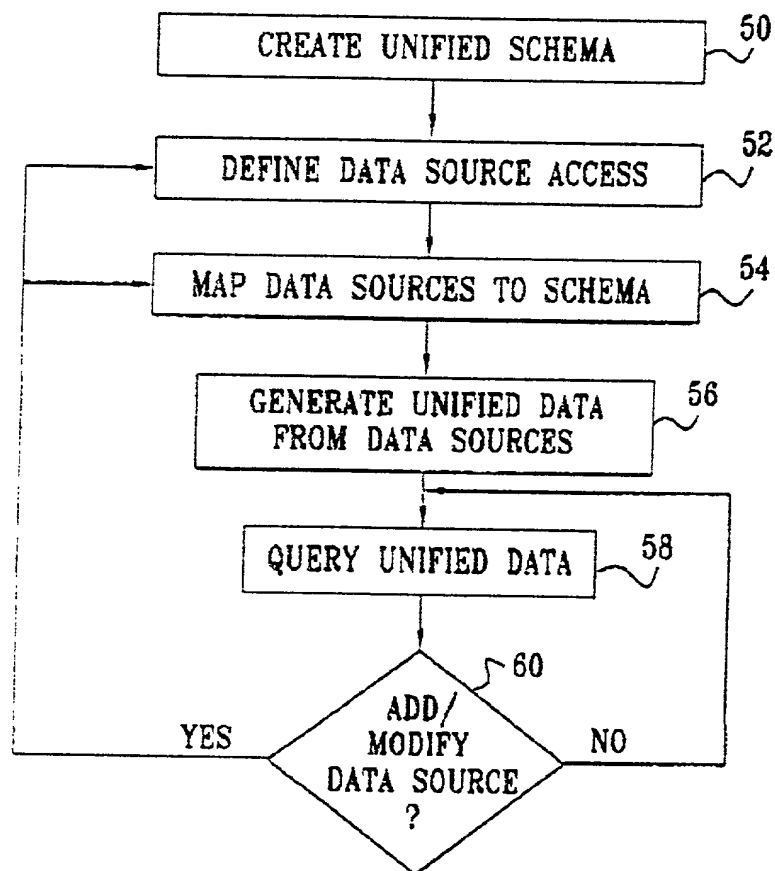 CREATE UNIFIED SCHEMA
50
DEFINE DATA SOURCE ACCESS
52
MAP DATA SOURCES TO SCHEMA
54
GENERATE UNIFIED DATA
FROM DATA SOURCES
56
QUERY UNIFIED DATA
58
60
ADD/
MODIFY
DATA SOURCE
?
YES
NO